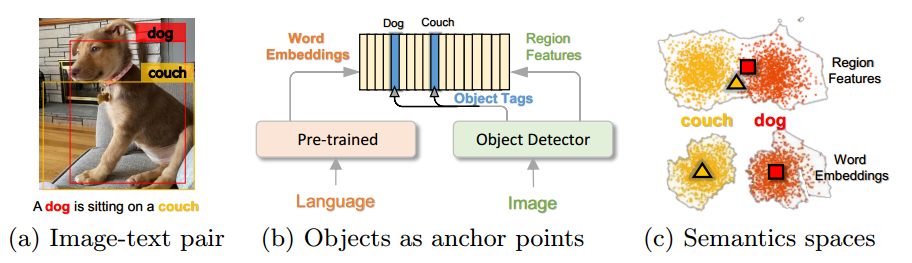 dog
couch
A dog is sitting on a couch
(a) Image-text pair
Dog
Couch
Word
Embeddings
Region
Features
Object Tags
Pre-trained
Object Detector
Language
Image
(b) Objects as anchor points
Region
Features
couch
dog
Word
Embeddings
(c) Semantics spaces